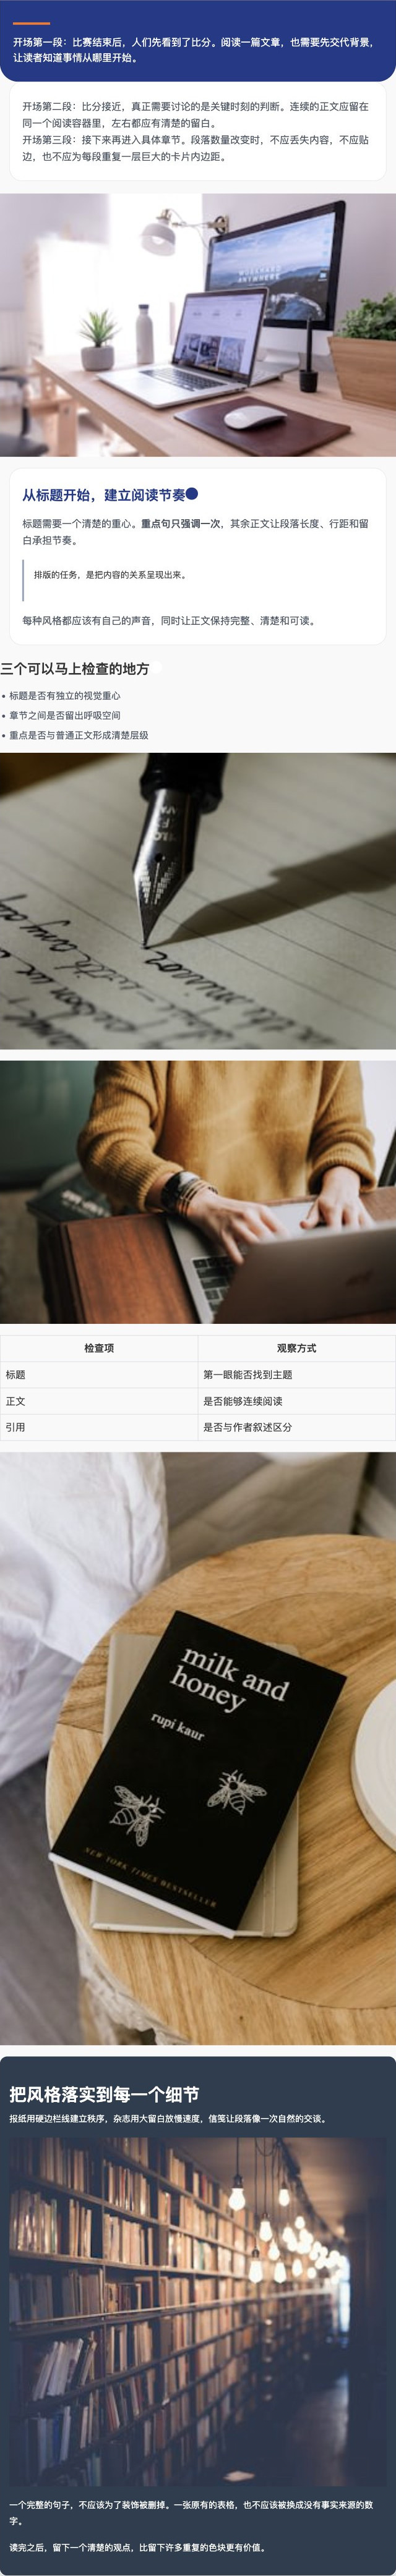 开场第一段：比赛结束后，人们先看到了比分。阅读一篇文章，也需要先交代背景，
让读者知道事情从哪里开始。
开场第二段：比分接近，真正需要讨论的是关键时刻的判断。连续的正文应留在
同一个阅读容器里，左右都应有清楚的留白。
开场第三段：接下来再进入具体章节。段落数量改变时，不应丢失内容，不应贴
边，也不应为每段重复一层巨大的卡片内边距。
WORK HARD
ANYWHERE
从标题开始，建立阅读节奏
标题需要一个清楚的重心。重点句只强调一次，其余正文让段落长度、行距和留
白承担节奏。
排版的任务，是把内容的关系呈现出来。
每种风格都应该有自己的声音，同时让正文保持完整、清楚和可读。
三个可以马上检查的地方
• 标题是否有独立的视觉重心
• 章节之间是否留出呼吸空间
• 重点是否与普通正文形成清楚层级
检查项 观察方式
标题 第一眼能否找到主题
正文 是否能够连续阅读
引用 是否与作者叙述区分
milk and
honey
rupi kaur
NEW YORK TIMES BESTSELLER
把风格落实到每一个细节
报纸用硬边栏线建立秩序，杂志用大留白放慢速度，信笺让段落像一次自然的交谈。
一个完整的句子，不应该为了装饰被删掉。一张原有的表格，也不应该被换成没有事实来源的数
字。
读完之后，留下一个清楚的观点，比留下许多重复的色块更有价值。